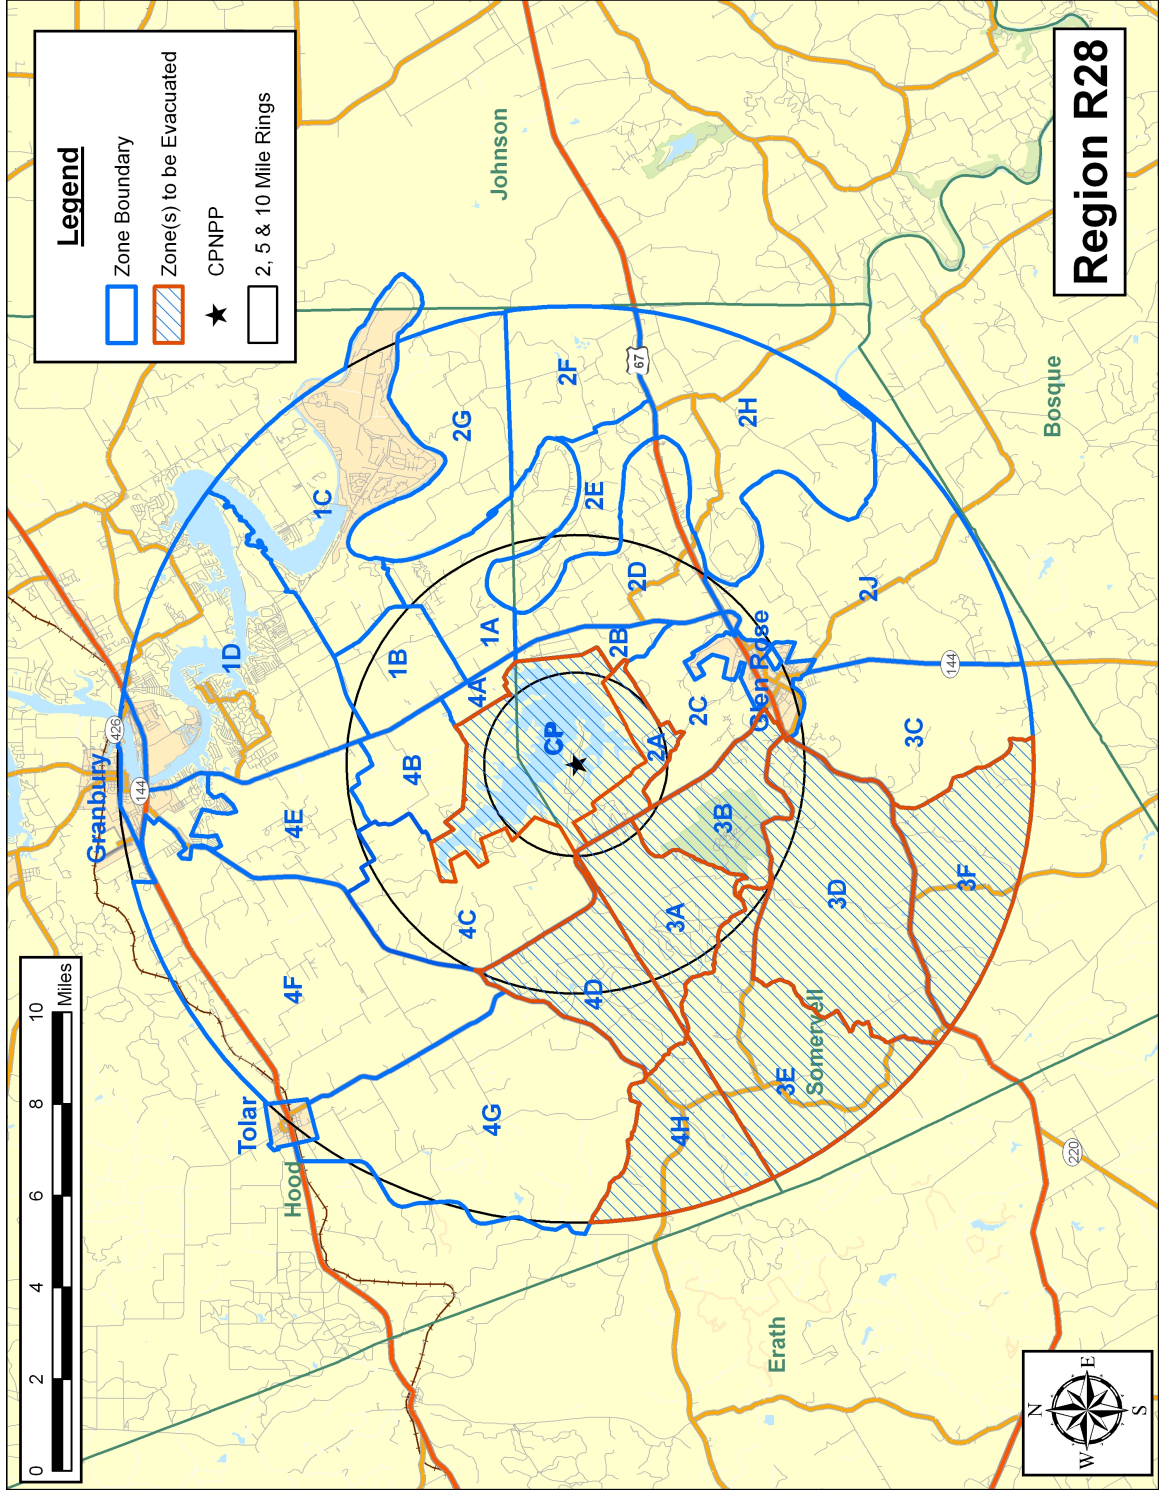 Legend
Zone Boundary
Zone(s) to be Evacuated
CPNPP
2, 5 & 10 Mile Rings
Region R28
0 2 4 6 8 10
Miles
Johnson
Bosque
Erath
Hood
Somervell
Granbury
Tolar
Glen Rose
CP
1A
1B
1C
1D
2A
2B
2C
2D
2E
2F
2G
2H
2J
3A
3B
3C
3D
3E
3F
4A
4B
4C
4D
4E
4F
4G
4H
426
144
67
144
220
N
E
S
W